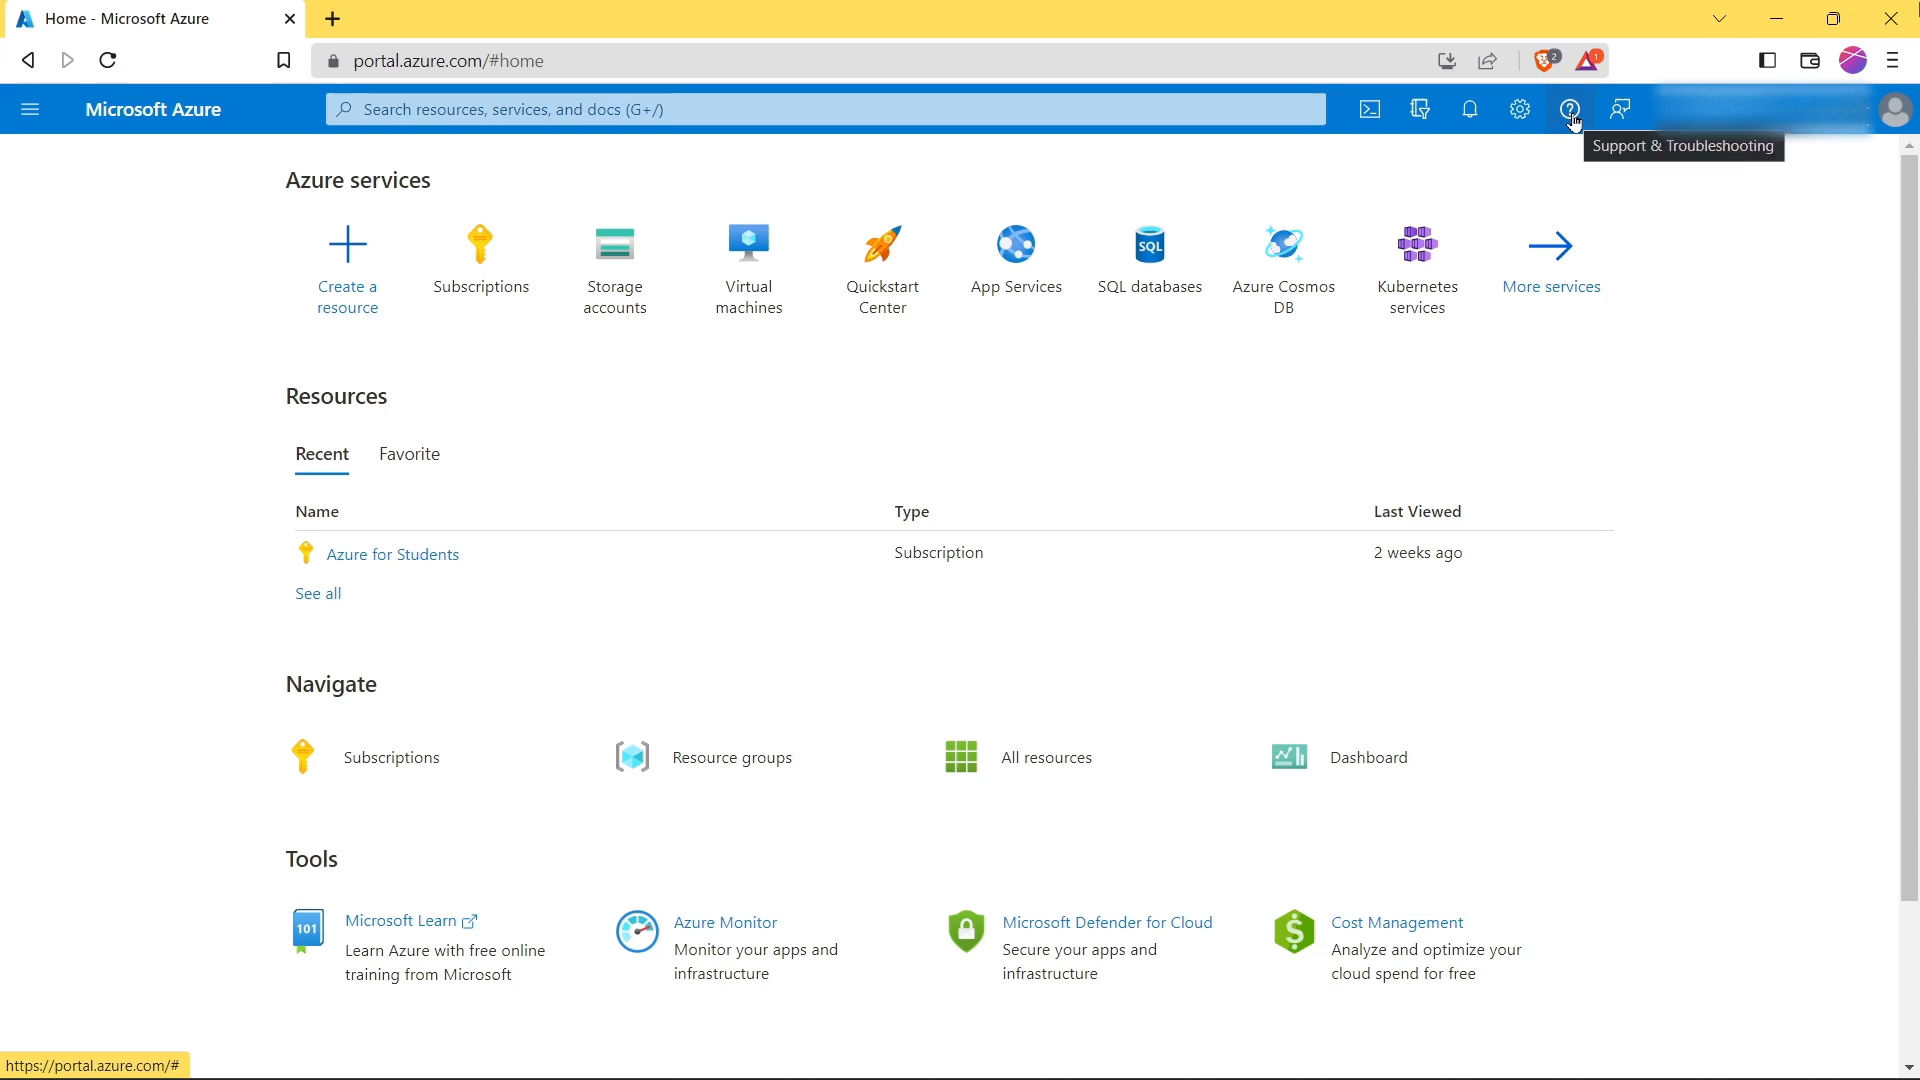 Home - Microsoft Azure
portal.azure.com/#home
2
1
Microsoft Azure
Search resources, services, and docs (G+/)
Support & Troubleshooting
Azure services
Create a
resource
Subscriptions
Storage
accounts
Virtual
machines
Quickstart
Center
App Services
SQL
SQL databases
Azure Cosmos
DB
Kubernetes
services
More services
Resources
Recent
Favorite
Name
Type
Last Viewed
Azure for Students
Subscription
2 weeks ago
See all
Navigate
Subscriptions
Resource groups
All resources
Dashboard
Tools
101
Microsoft Learn
Learn Azure with free online
training from Microsoft
Azure Monitor
Monitor your apps and
infrastructure
Microsoft Defender for Cloud
Secure your apps and
infrastructure
$
Cost Management
Analyze and optimize your
cloud spend for free
https://portal.azure.com/#